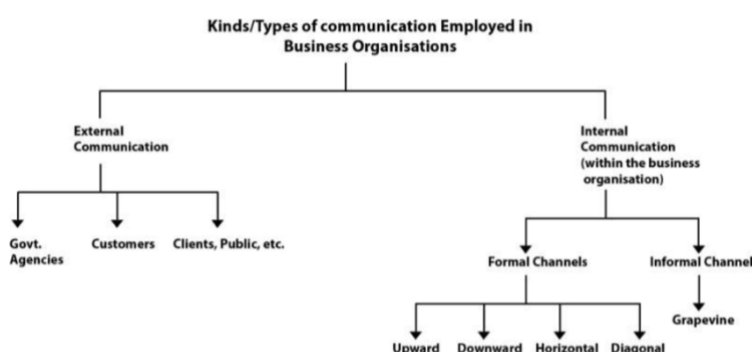 Kinds/Types of communication Employed in
Business Organisations
External
Communication
Internal
Communication
(within the business
organisation)
Govt.
Agencies
Customers
Clients, Public, etc.
Formal Channels
Informal Channel
Grapevine
Upward
Downward
Horizontal
Diagonal